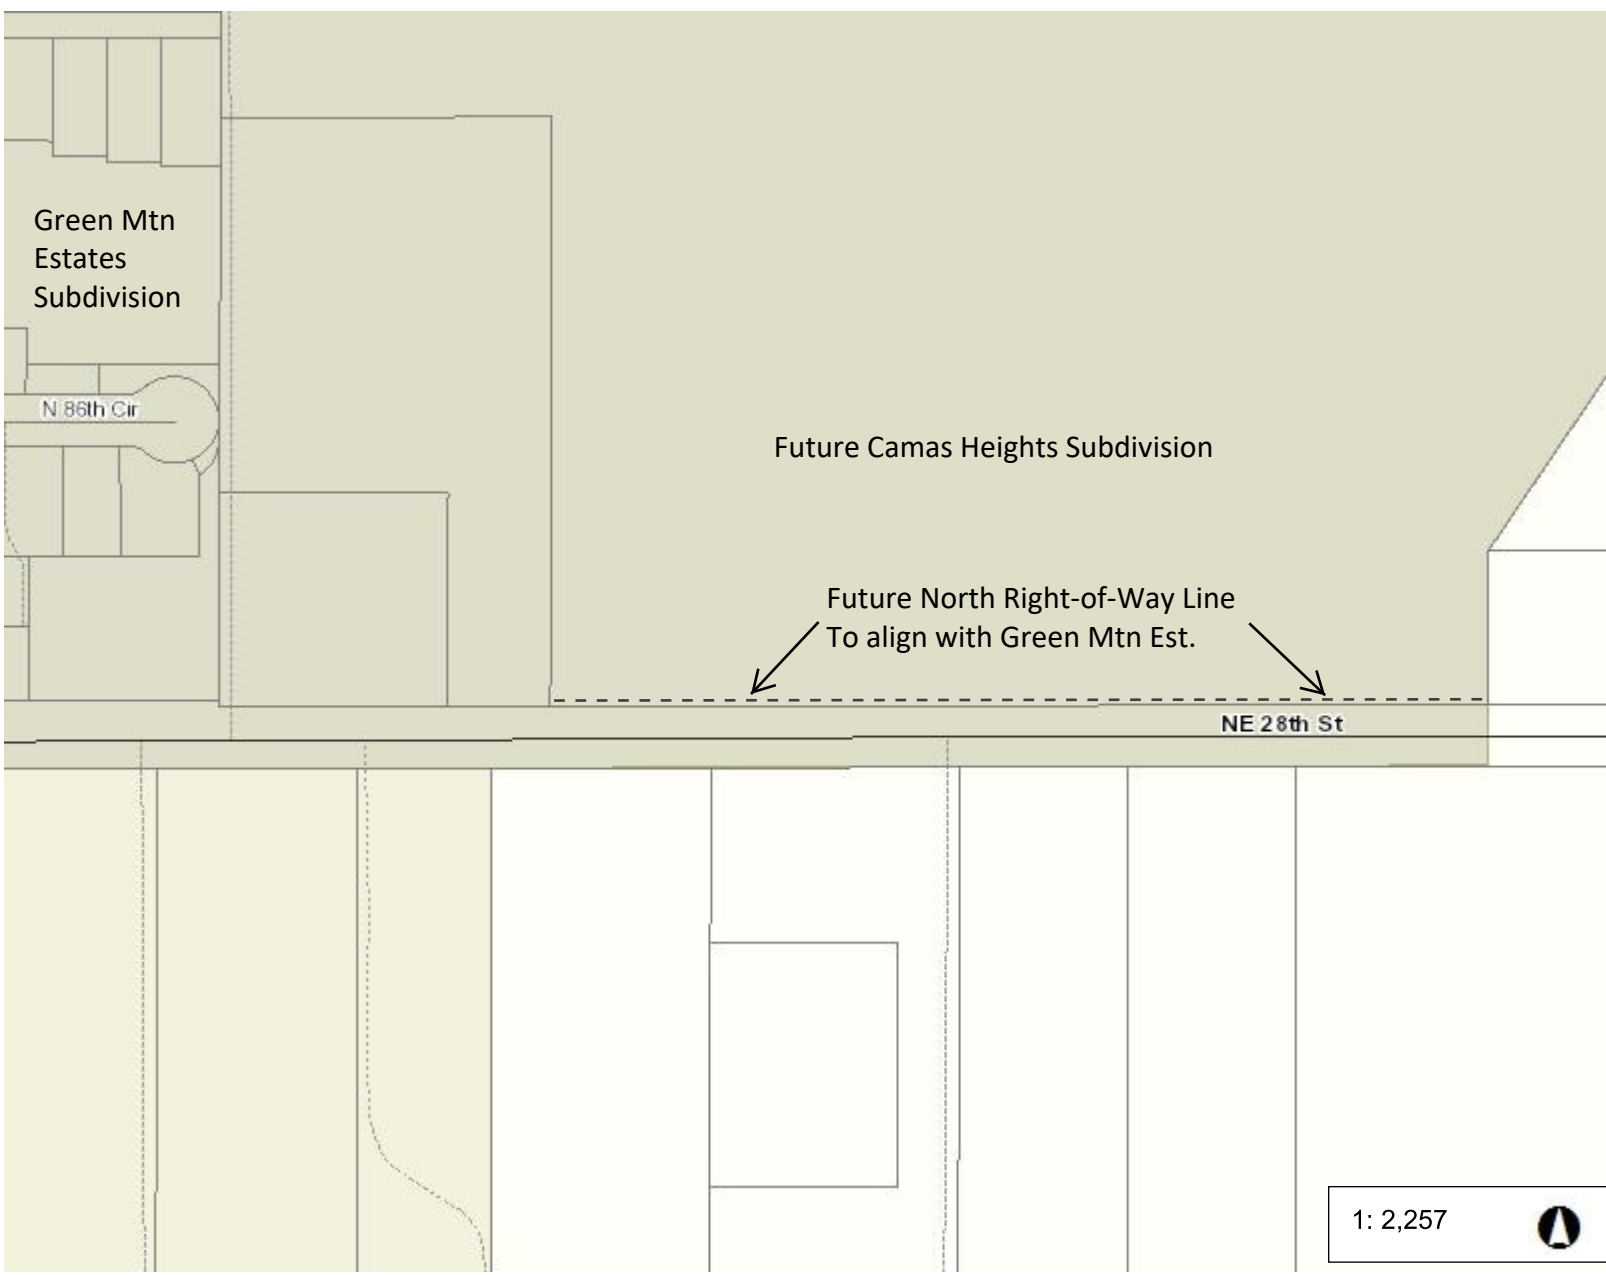 Green Mtn
Estates
Subdivision
N 86th Cir
Future Camas Heights Subdivision
Future North Right-of-Way Line
To align with Green Mtn Est.
NE 28th St
1: 2,257